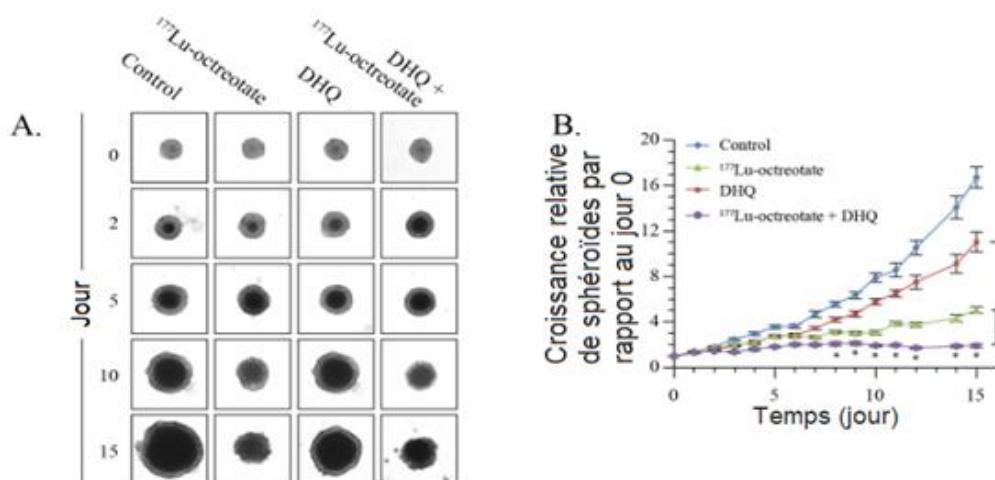 A.
Control
¹⁷⁷Lu-octreotate
DHQ
¹⁷⁷Lu-octreotate
DHQ +
Jour
0
2
5
10
15
B.
Croissance relative
de sphéroïdes par
rapport au jour 0
20
16
12
8
4
0
Control
¹⁷⁷Lu-octreotate
DHQ
¹⁷⁷Lu-octreotate + DHQ
* * * * * * *
0 5 10 15
Temps (jour)